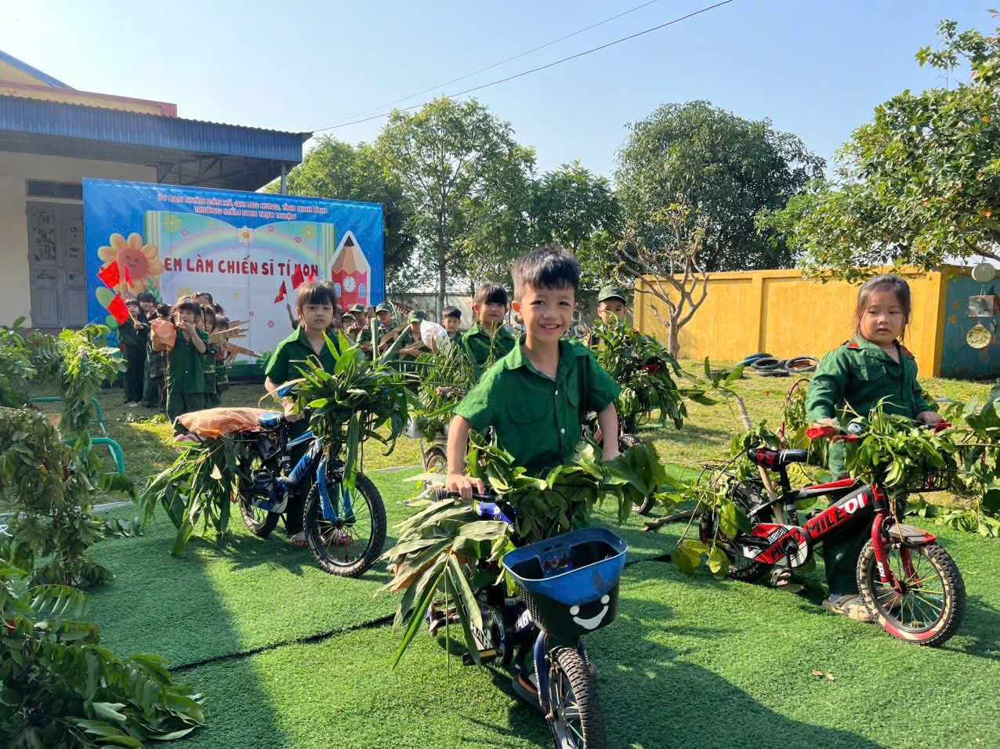 ỦY BAN NHÂN DÂN XÃ QUANG HƯNG, TỈNH NINH BÌNH
TRƯỜNG MẦM NON TRỰC THUẬN
EM LÀM CHIẾN SĨ TÍ HON
MILEDI